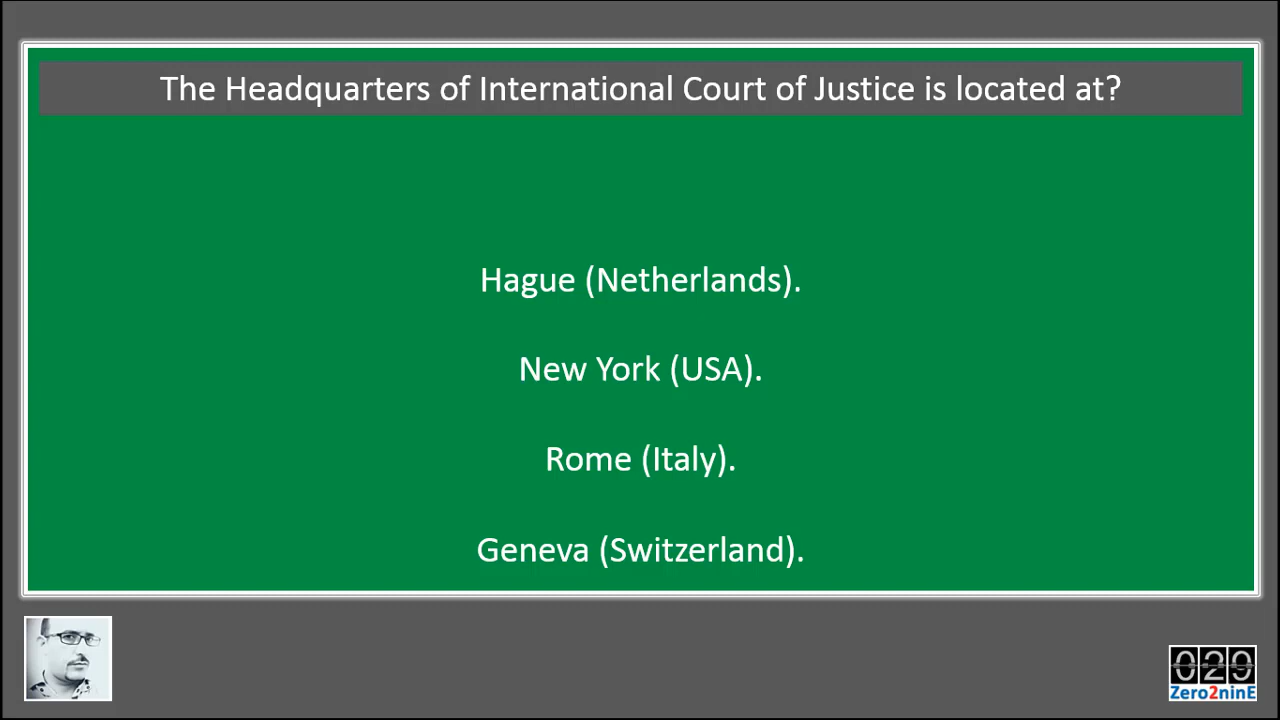 The Headquarters of International Court of Justice is located at?
Hague (Netherlands).
New York (USA).
Rome (Italy).
Geneva (Switzerland).
029
Zero2ninE